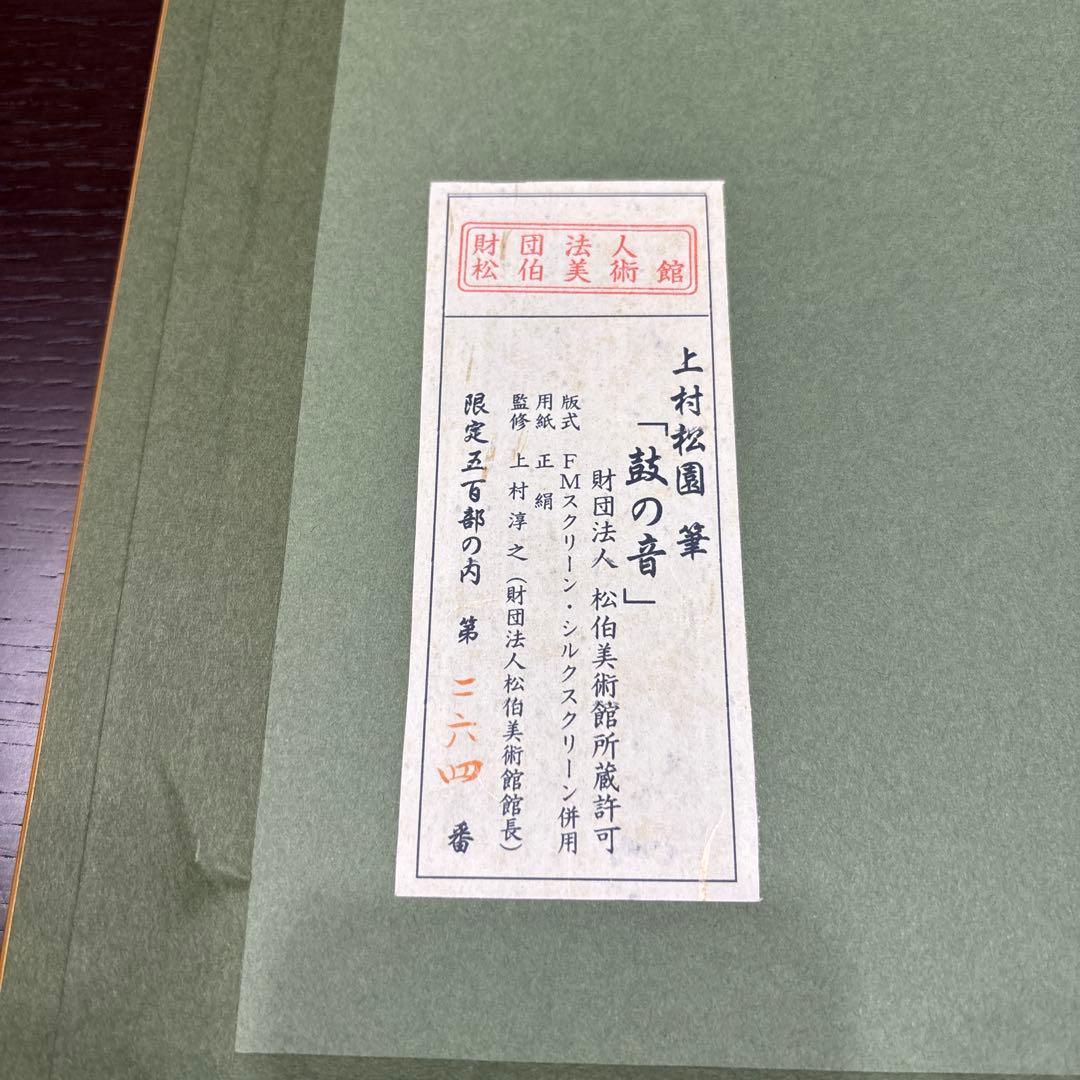 財団法人
松伯美術館
上村松園 筆
「鼓の音」
財団法人 松伯美術館所蔵許可
版式 FMスクリーン・シルクスクリーン併用
用紙 正絹
監修 上村淳之(財団法人松伯美術館館長)
限定五百部の内 第 二六四 番